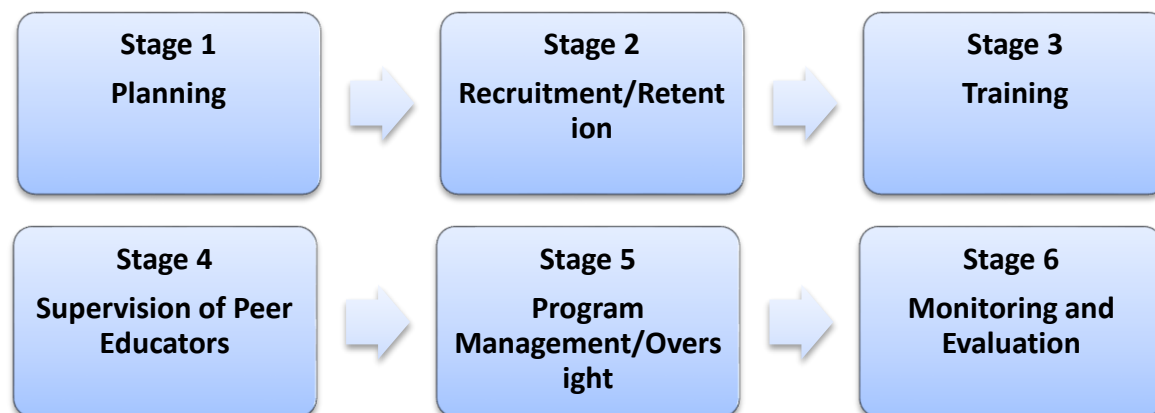 Stage 1
Planning
Stage 2
Recruitment/Retent
ion
Stage 3
Training
Stage 4
Supervision of Peer
Educators
Stage 5
Program
Management/Overs
ight
Stage 6
Monitoring and
Evaluation